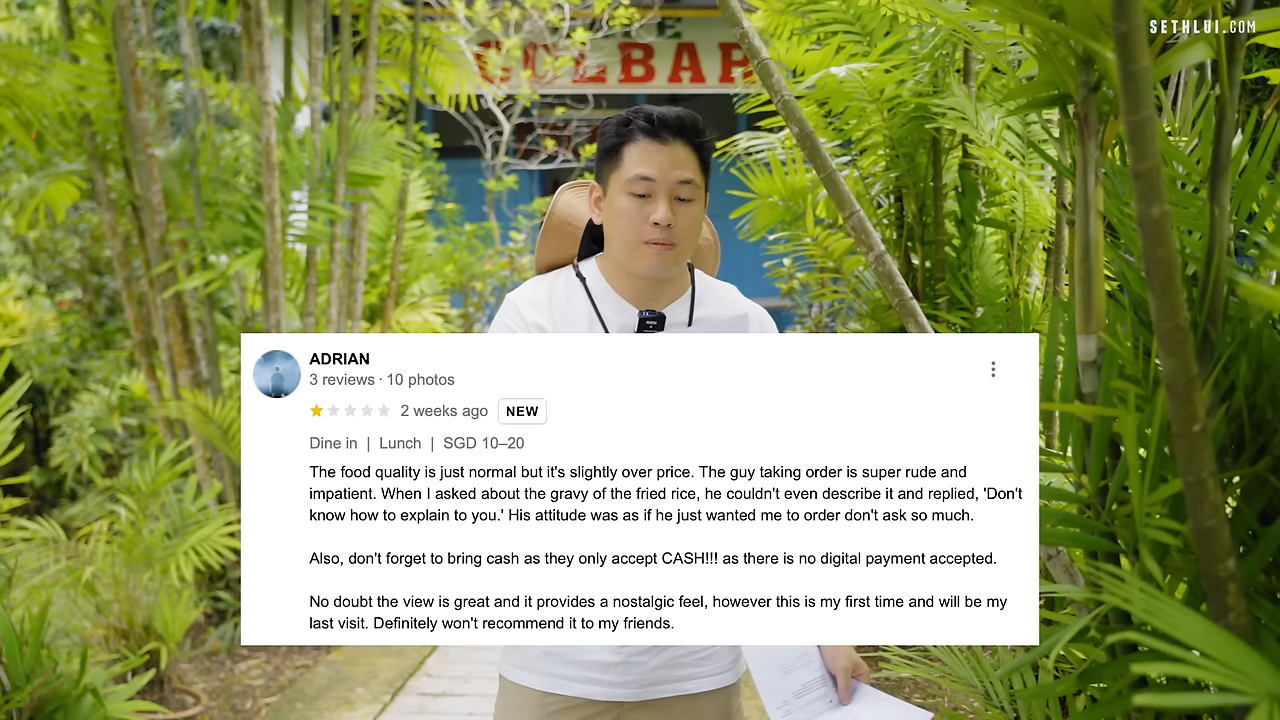 SETHLUI.COM
COLBAR
ADRIAN
3 reviews · 10 photos
2 weeks ago NEW
Dine in | Lunch | SGD 10–20
The food quality is just normal but it's slightly over price. The guy taking order is super rude and
impatient. When I asked about the gravy of the fried rice, he couldn't even describe it and replied, 'Don't
know how to explain to you.' His attitude was as if he just wanted me to order don't ask so much.
Also, don't forget to bring cash as they only accept CASH!!! as there is no digital payment accepted.
No doubt the view is great and it provides a nostalgic feel, however this is my first time and will be my
last visit. Definitely won't recommend it to my friends.